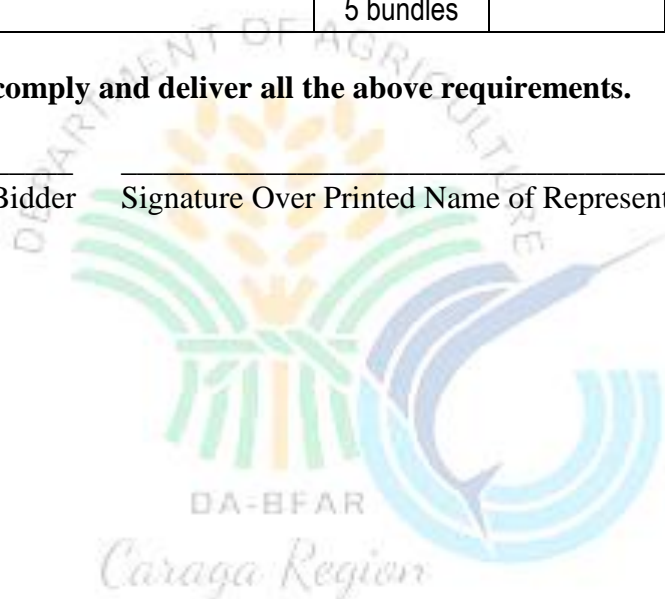 5 bundles
comply and deliver all the above requirements.
Bidder Signature Over Printed Name of Represent
DEPARTMENT OF AGRICULTURE
DA-BFAR
Caraga Region